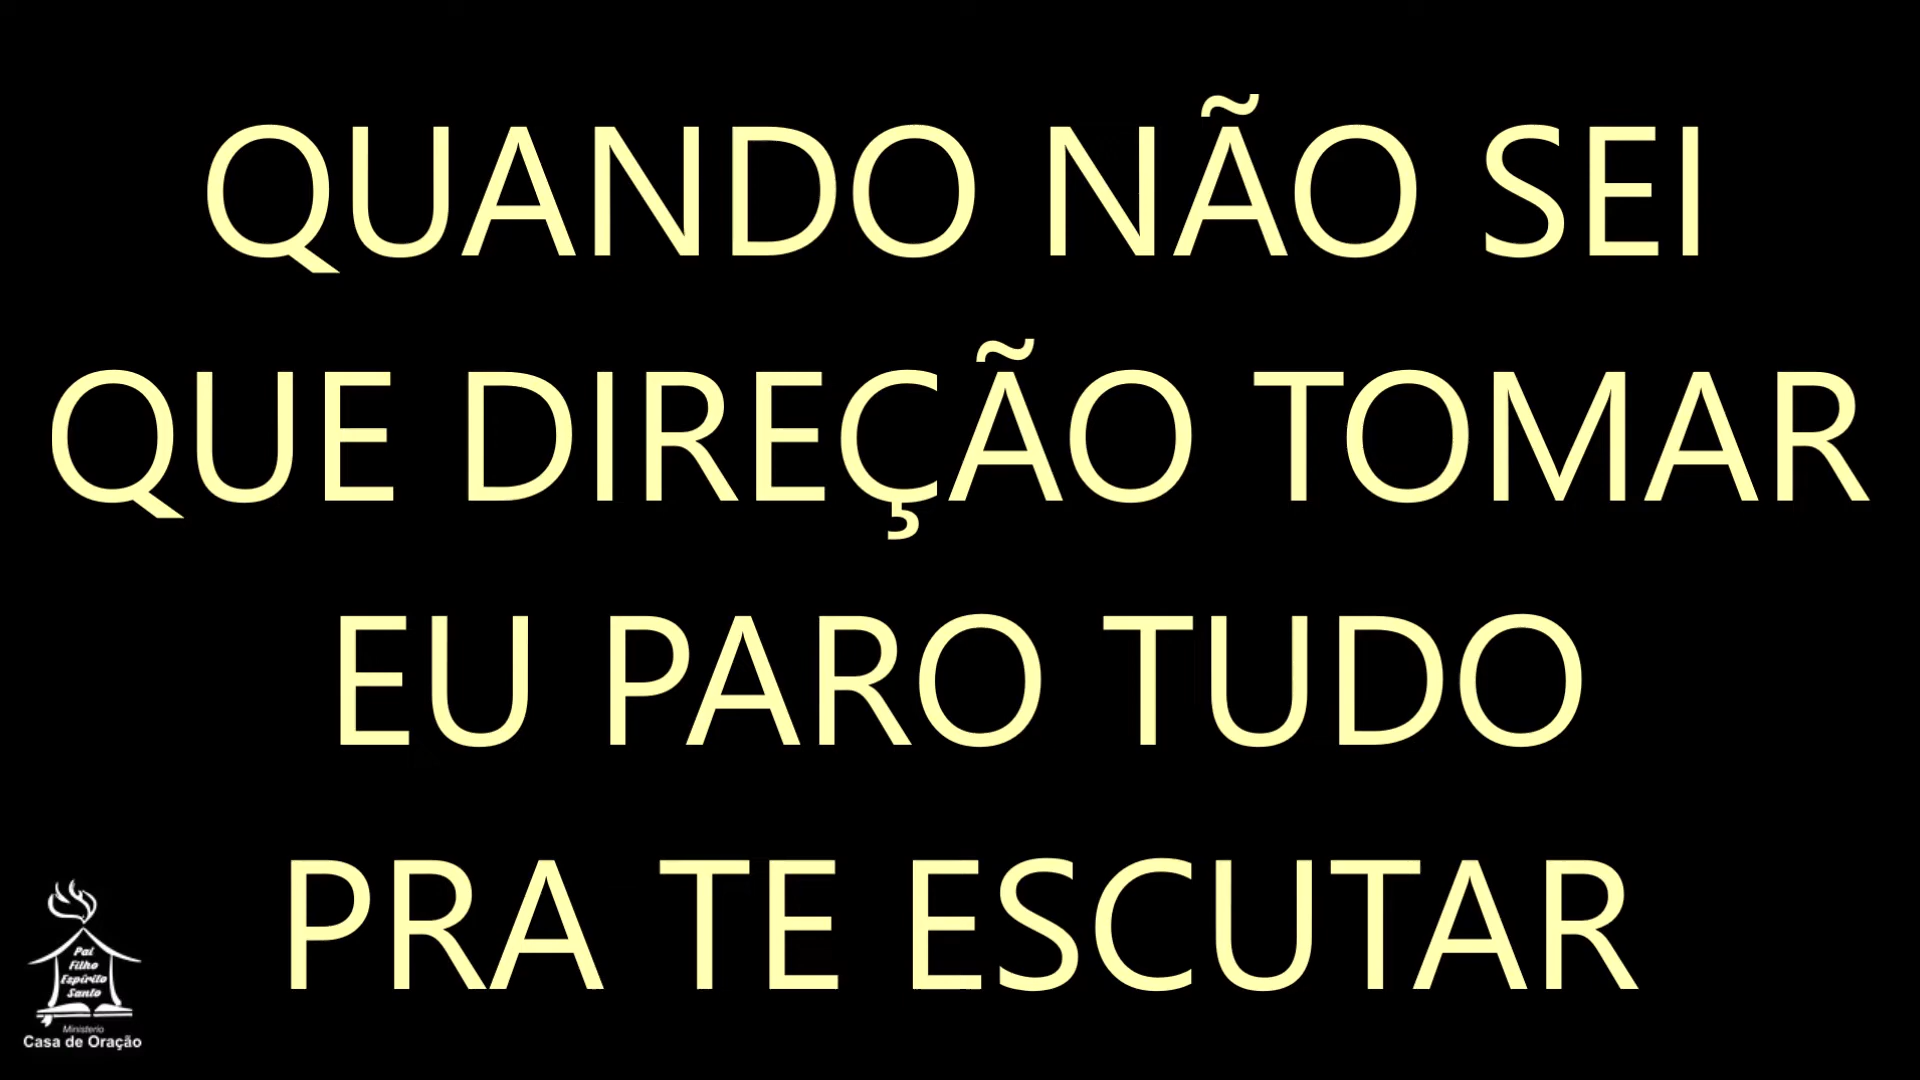 QUANDO NÃO SEI
QUE DIREÇÃO TOMAR
EU PARO TUDO
PRA TE ESCUTAR
Pai
Filho
Espírito
Santo
Ministerio
Casa de Oração